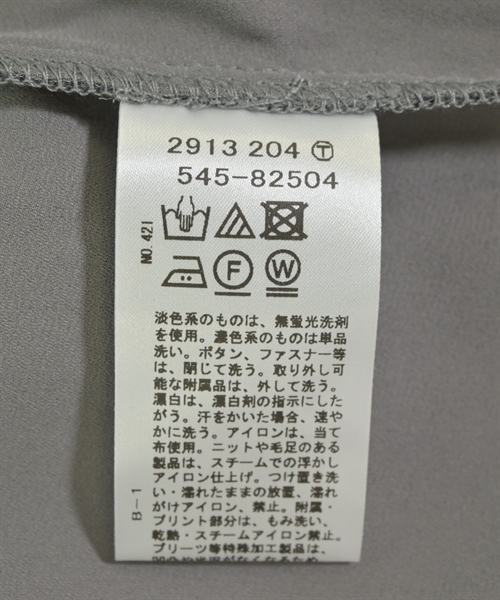 2913 204 Ⓣ
545-82504
F
W
NO.421
淡色系のものは、無蛍光洗剤
を使用。濃色系のものは単品
洗い。ボタン、ファスナー等
は、閉じて洗う。取り外し可
能な附属品は、外して洗う。
漂白は、漂白剤の指示にした
がう。汗をかいた場合、速や
かに洗う。アイロンは、当て
布使用。ニットや毛足のある
製品は、スチームでの浮かし
アイロン仕上げ。つけ置き洗
い・濡れたままの放置、濡れ
がけアイロン、禁止。附属・
プリント部分は、もみ洗い、
乾熱・スチームアイロン禁止。
プリーツ等特殊加工製品は、
B-1